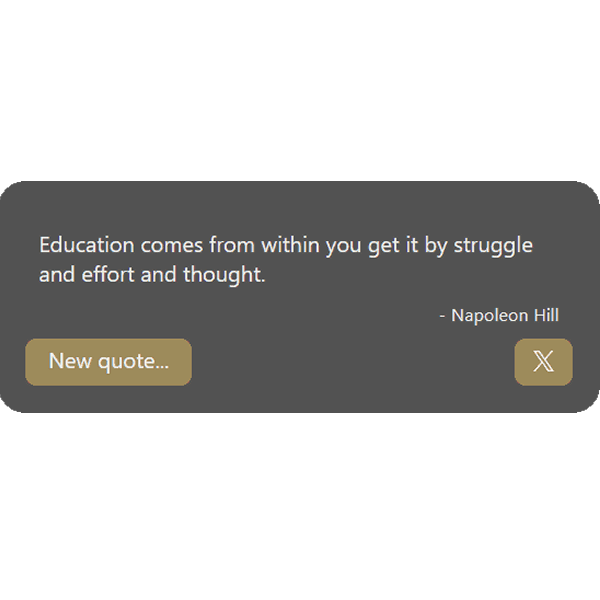 Education comes from within you get it by struggle
and effort and thought.
- Napoleon Hill
New quote...
𝕏